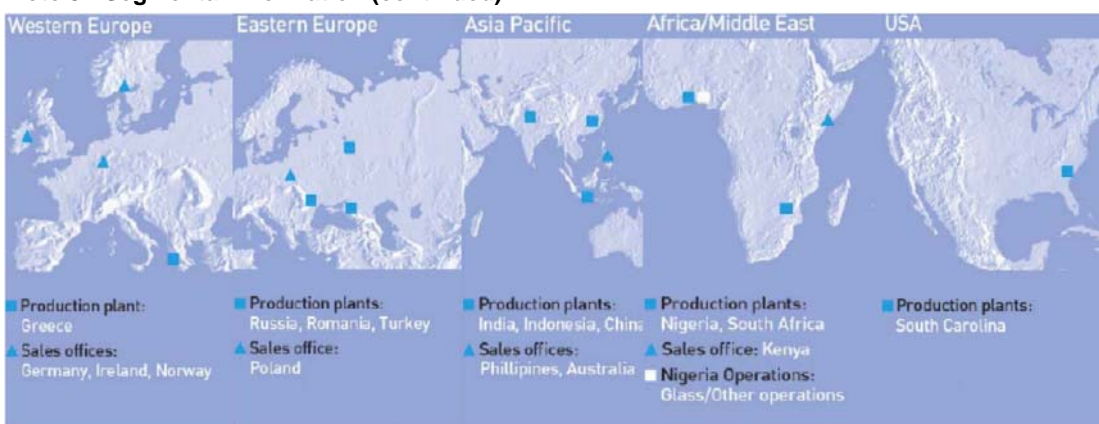 Western Europe
Production plant:
Greece
Sales offices:
Germany, Ireland, Norway
Eastern Europe
Production plants:
Russia, Romania, Turkey
Sales office:
Poland
Asia Pacific
Production plants:
India, Indonesia, China
Sales offices:
Phillipines, Australia
Africa/Middle East
Production plants:
Nigeria, South Africa
Sales office: Kenya
Nigeria Operations:
Glass/Other operations
USA
Production plants:
South Carolina